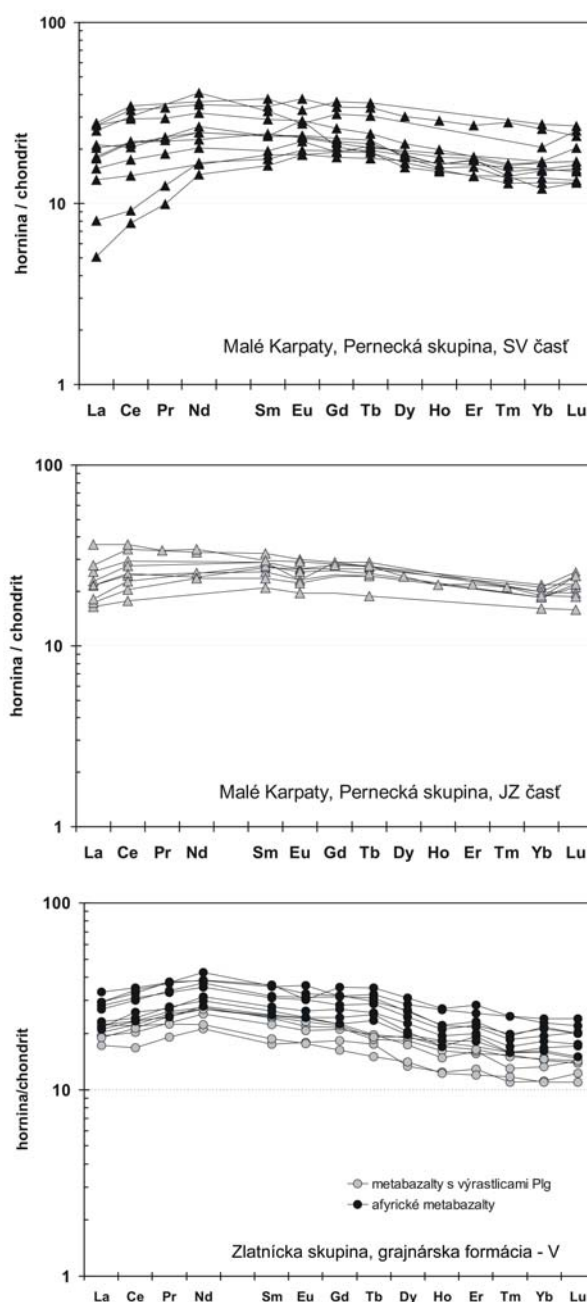 100
10
1
hornina / chondrit
Malé Karpaty, Pernecká skupina, SV časť
La Ce Pr Nd Sm Eu Gd Tb Dy Ho Er Tm Yb Lu
100
10
1
hornina / chondrit
Malé Karpaty, Pernecká skupina, JZ časť
La Ce Pr Nd Sm Eu Gd Tb Dy Ho Er Tm Yb Lu
100
10
1
hornina/chondrit
metabazalty s výrastlicami Plg
afyrické metabazalty
Zlatnícka skupina, grajnárska formácia - V
La Ce Pr Nd Sm Eu Gd Tb Dy Ho Er Tm Yb Lu